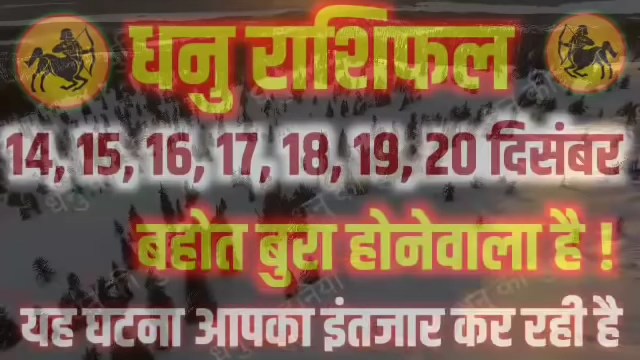 धनु राशिफल
14, 15, 16, 17, 18, 19, 20 दिसंबर
बहोत बुरा होनेवाला है !
यह घटना आपका इंतजार कर रही है